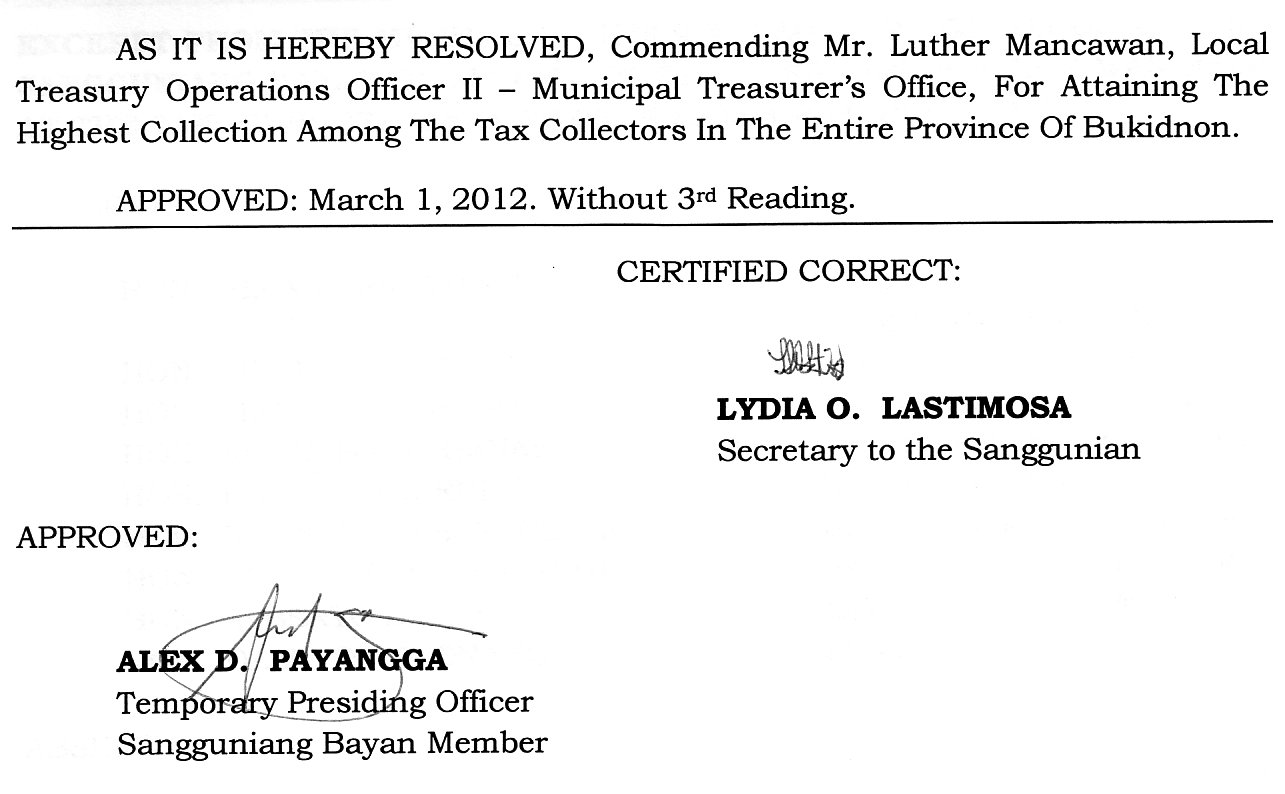 AS IT IS HEREBY RESOLVED, Commending Mr. Luther Mancawan, Local
Treasury Operations Officer II – Municipal Treasurer's Office, For Attaining The
Highest Collection Among The Tax Collectors In The Entire Province Of Bukidnon.
APPROVED: March 1, 2012. Without 3rd Reading.
CERTIFIED CORRECT:
LYDIA O. LASTIMOSA
Secretary to the Sanggunian
APPROVED:
ALEX D. PAYANGGA
Temporary Presiding Officer
Sangguniang Bayan Member